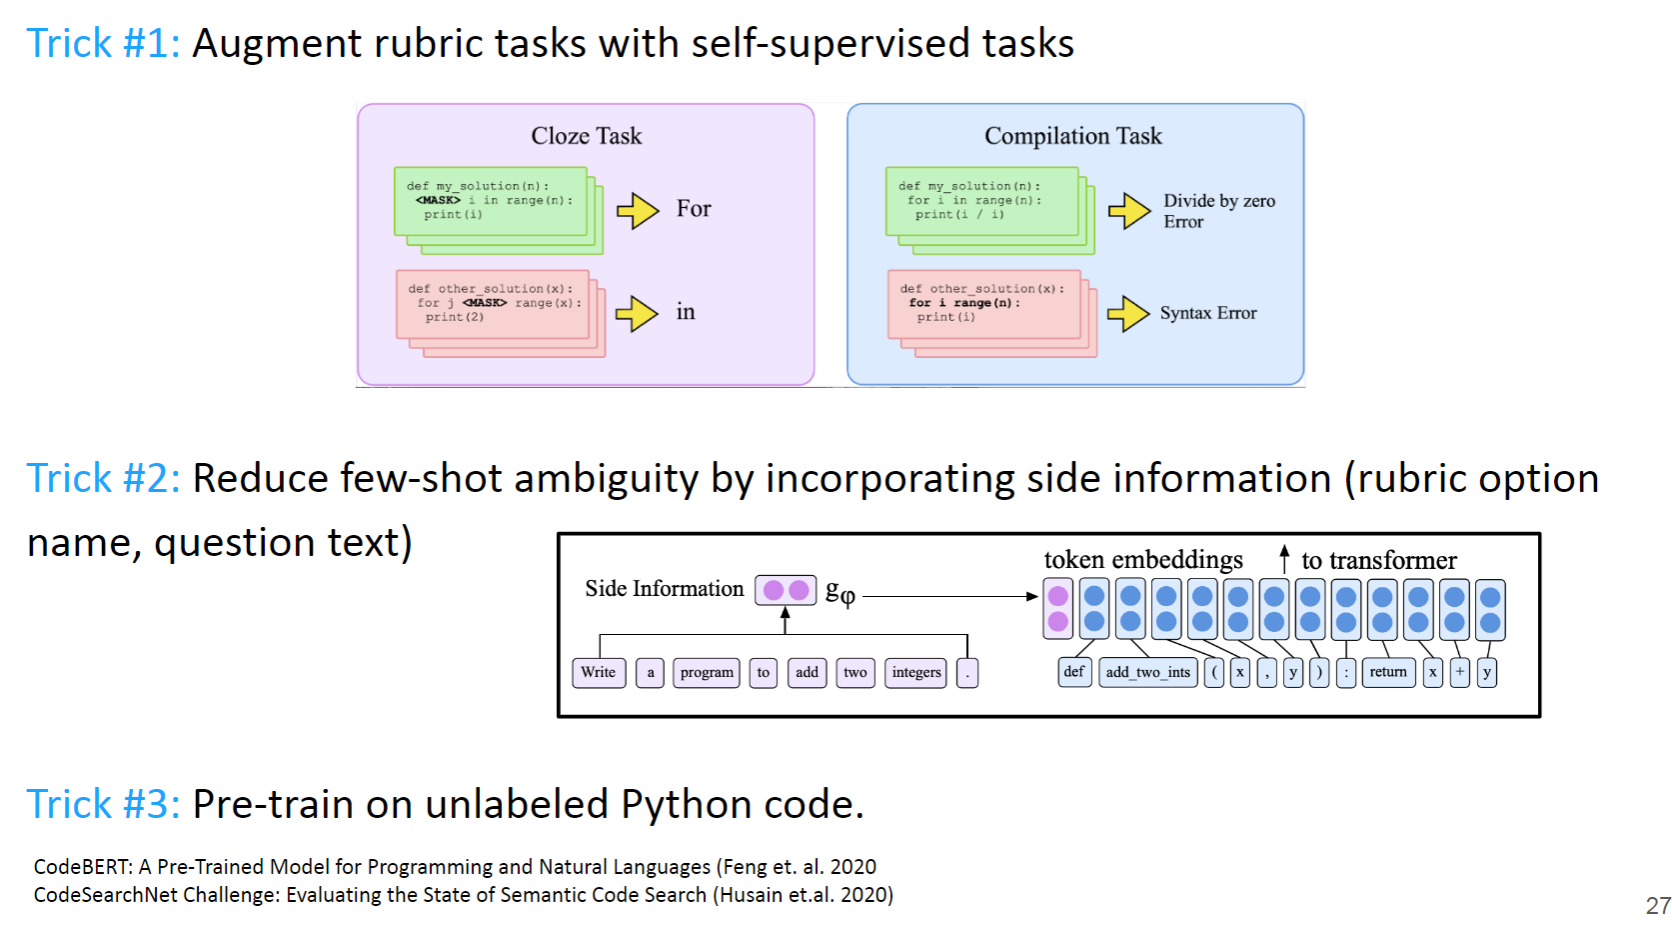 Trick #1: Augment rubric tasks with self-supervised tasks
Cloze Task
def my_solution(n):
<MASK> i in range(n):
print(i)
For
def other_solution(x):
for j <MASK> range(x):
print(2)
in
Compilation Task
def my_solution(n):
for i in range(n):
print(i / i)
Divide by zero
Error
def other_solution(x):
for i range(n):
print(i)
Syntax Error
Trick #2: Reduce few-shot ambiguity by incorporating side information (rubric option
name, question text)
Side Information
gφ
token embeddings
to transformer
Write a program to add two integers .
def add_two_ints ( x , y ) : return x + y
Trick #3: Pre-train on unlabeled Python code.
CodeBERT: A Pre-Trained Model for Programming and Natural Languages (Feng et. al. 2020
CodeSearchNet Challenge: Evaluating the State of Semantic Code Search (Husain et.al. 2020)
27